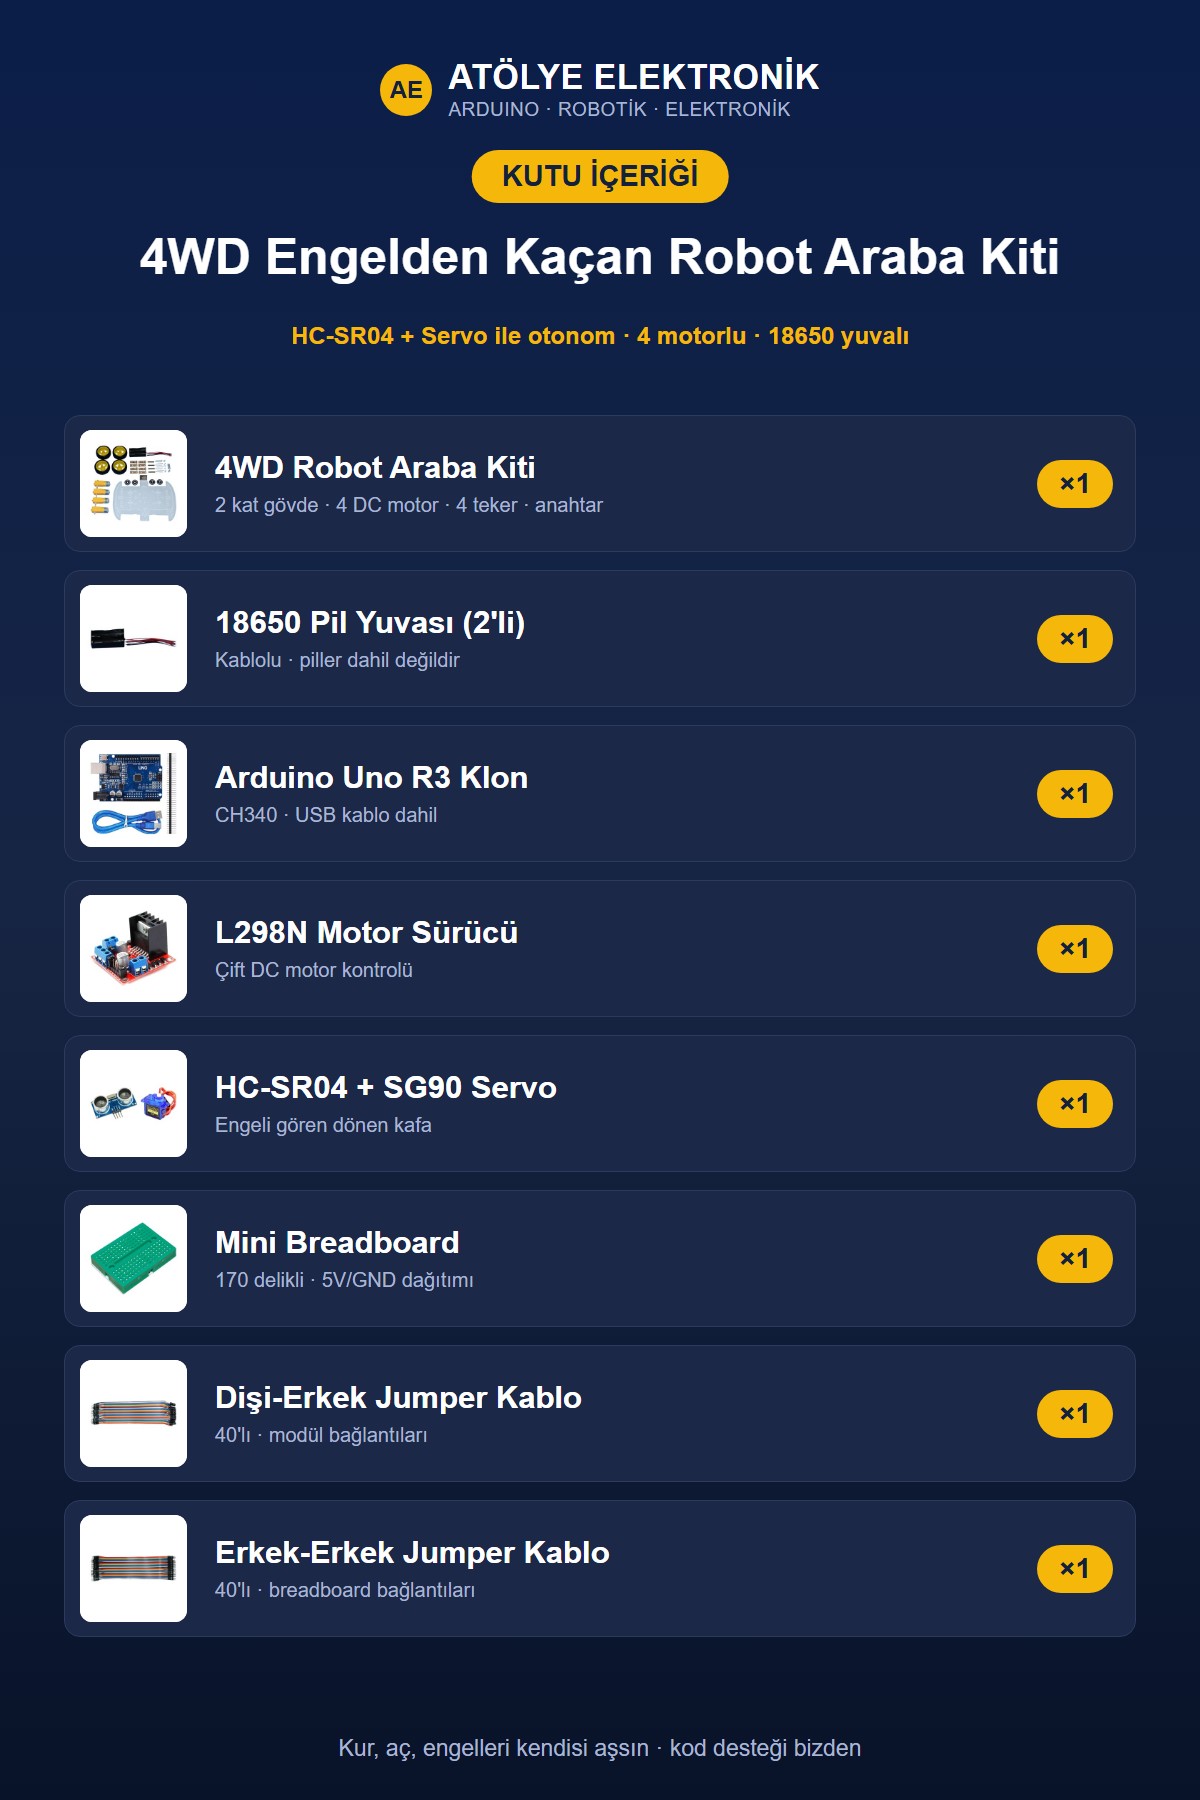 AE
ATÖLYE ELEKTRONİK
ARDUINO · ROBOTİK · ELEKTRONİK
KUTU İÇERİĞİ
4WD Engelden Kaçan Robot Araba Kiti
HC-SR04 + Servo ile otonom · 4 motorlu · 18650 yuvalı
4WD Robot Araba Kiti
2 kat gövde · 4 DC motor · 4 teker · anahtar
×1
18650 Pil Yuvası (2'li)
Kablolu · piller dahil değildir
×1
Arduino Uno R3 Klon
CH340 · USB kablo dahil
×1
L298N Motor Sürücü
Çift DC motor kontrolü
×1
HC-SR04 + SG90 Servo
Engeli gören dönen kafa
×1
Mini Breadboard
170 delikli · 5V/GND dağıtımı
×1
Dişi-Erkek Jumper Kablo
40'lı · modül bağlantıları
×1
Erkek-Erkek Jumper Kablo
40'lı · breadboard bağlantıları
×1
Kur, aç, engelleri kendisi aşsın · kod desteği bizden